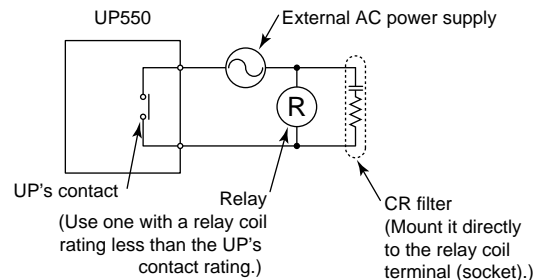 UP550
External AC power supply
R
UP's contact
Relay
(Use one with a relay coil
rating less than the UP's
contact rating.)
CR filter
(Mount it directly
to the relay coil
terminal (socket).)